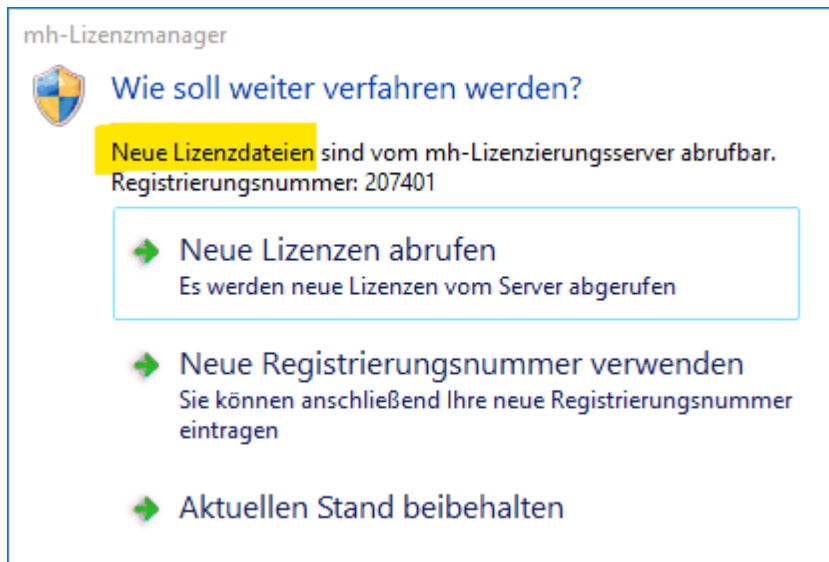 mh-Lizenzmanager
Wie soll weiter verfahren werden?
Neue Lizenzdateien sind vom mh-Lizenzierungsserver abrufbar.
Registrierungsnummer: 207401
Neue Lizenzen abrufen
Es werden neue Lizenzen vom Server abgerufen
Neue Registrierungsnummer verwenden
Sie können anschließend Ihre neue Registrierungsnummer
eintragen
Aktuellen Stand beibehalten